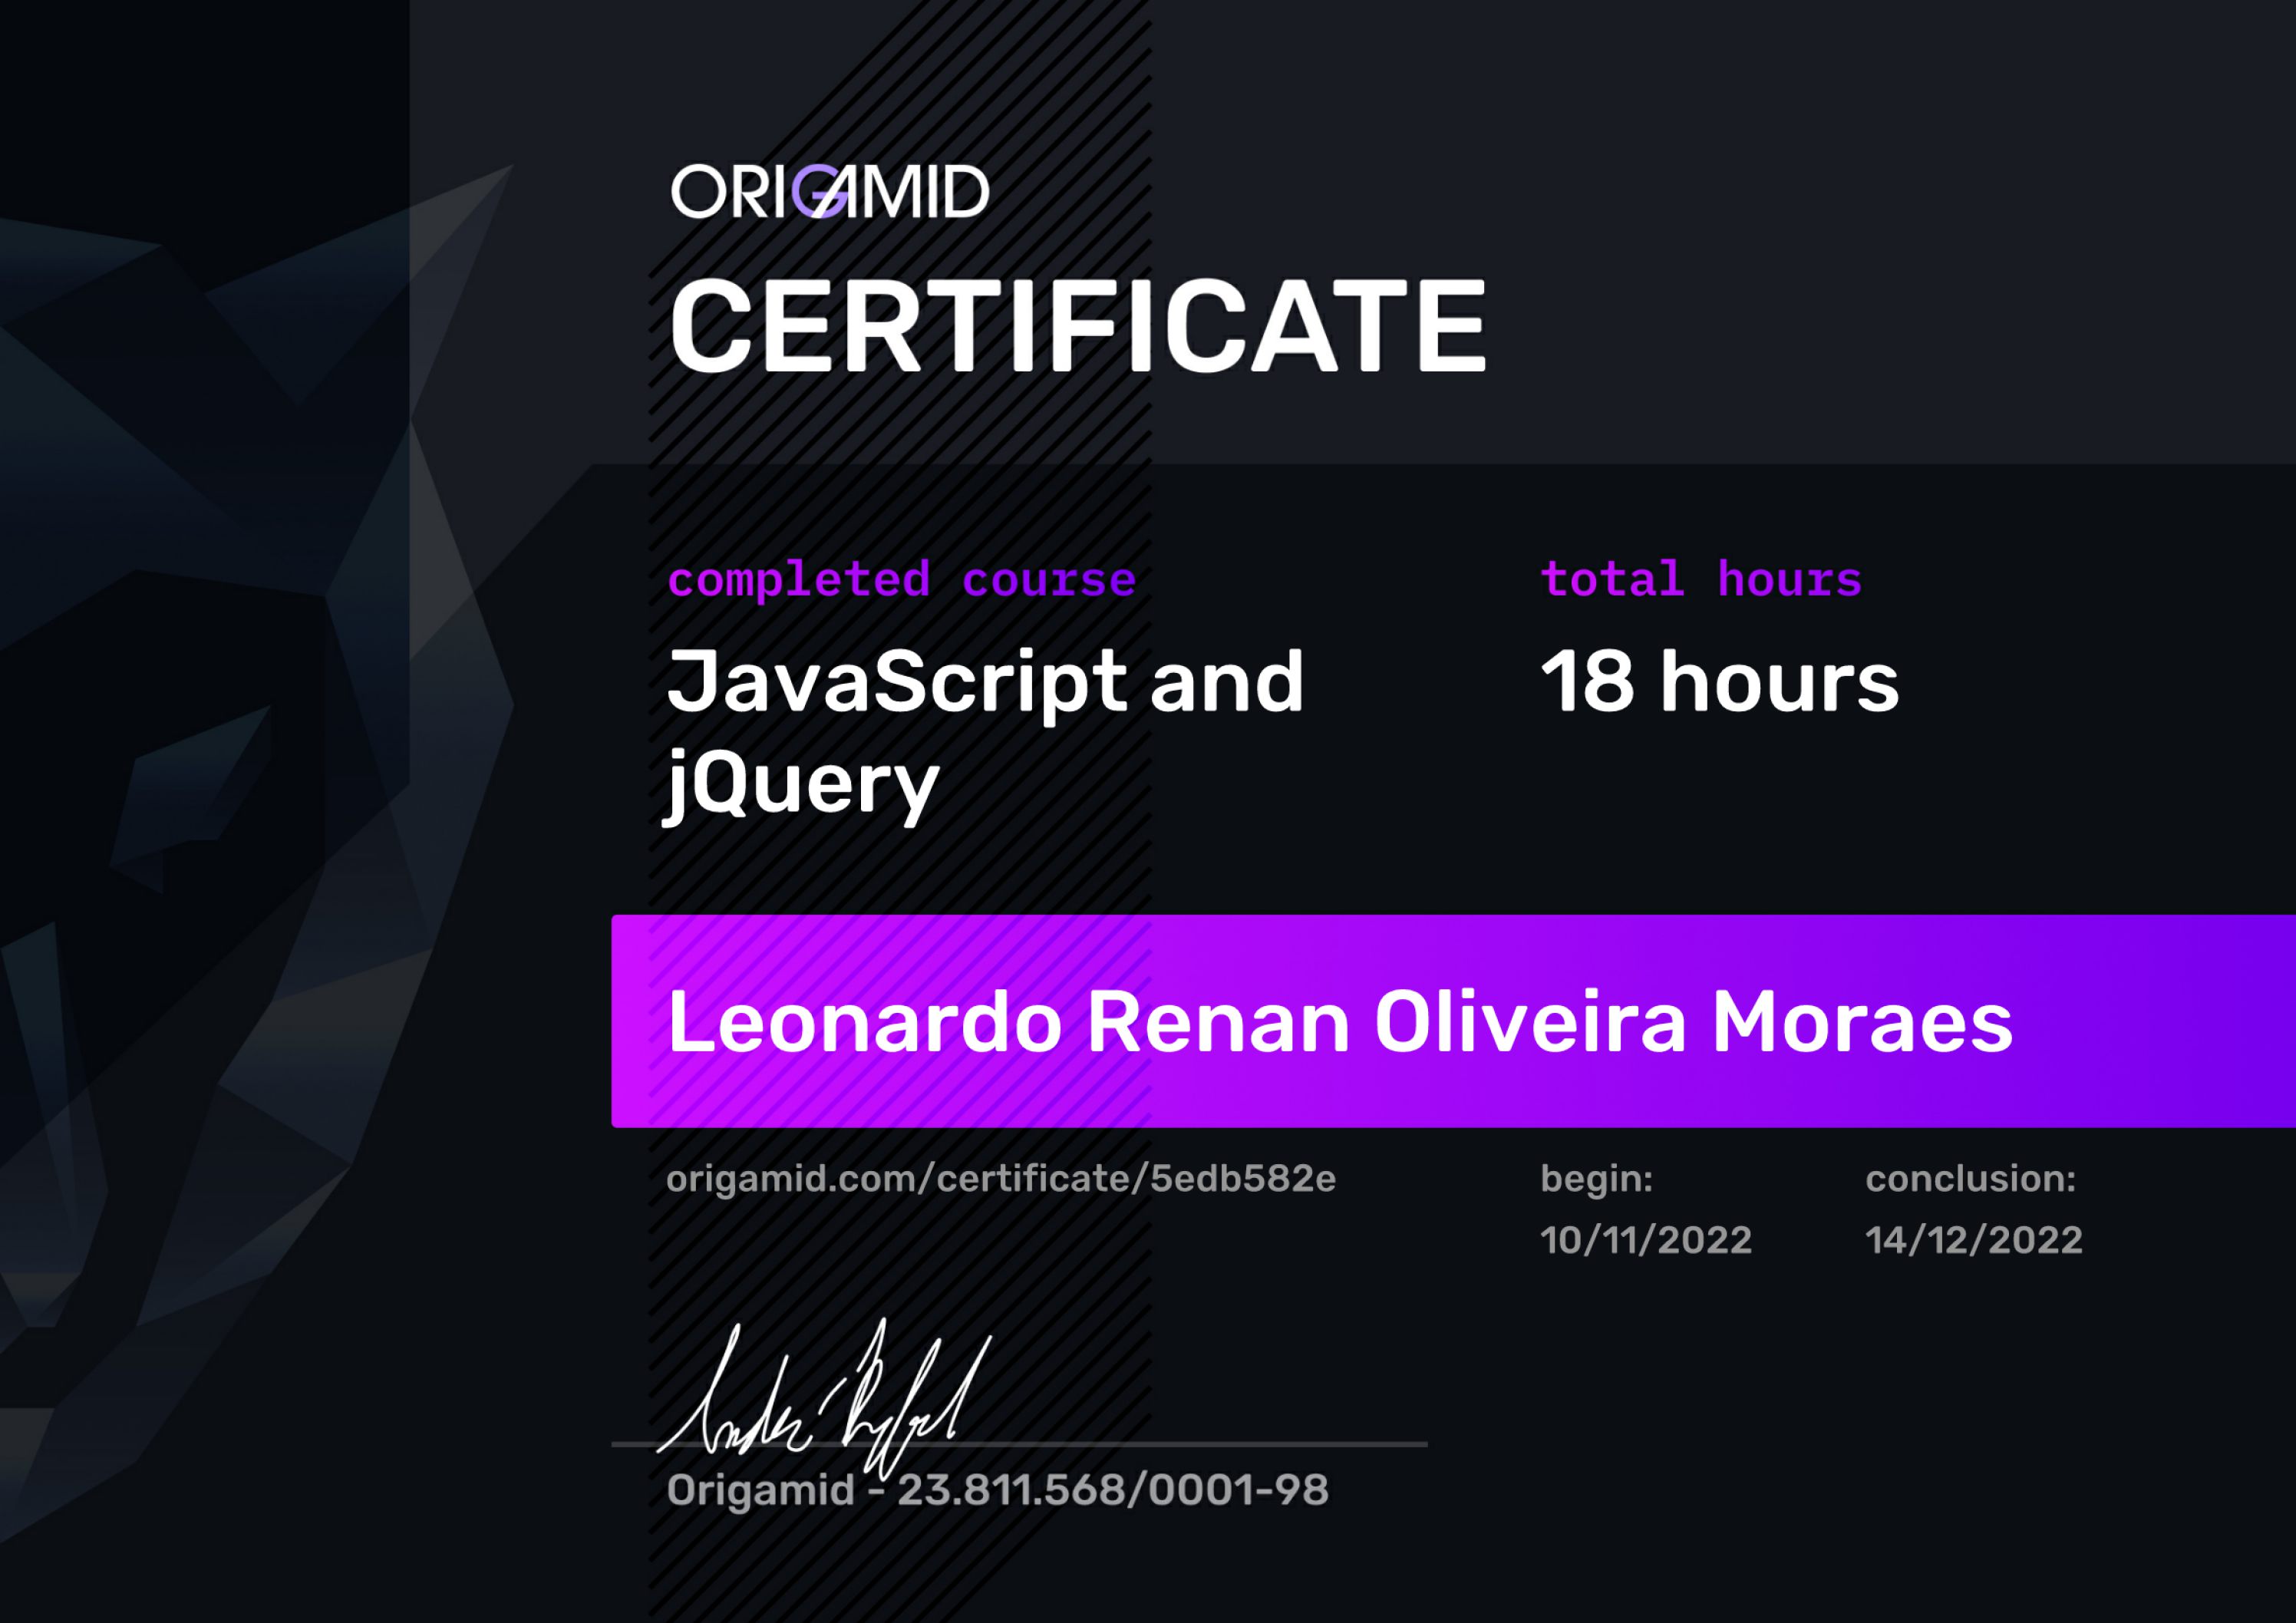 ORIGAMID
CERTIFICATE
completed course
total hours
JavaScript and
jQuery
18 hours
Leonardo Renan Oliveira Moraes
origamid.com/certificate/5edb582e
begin:
conclusion:
10/11/2022
14/12/2022
Origamid - 23.811.568/0001-98